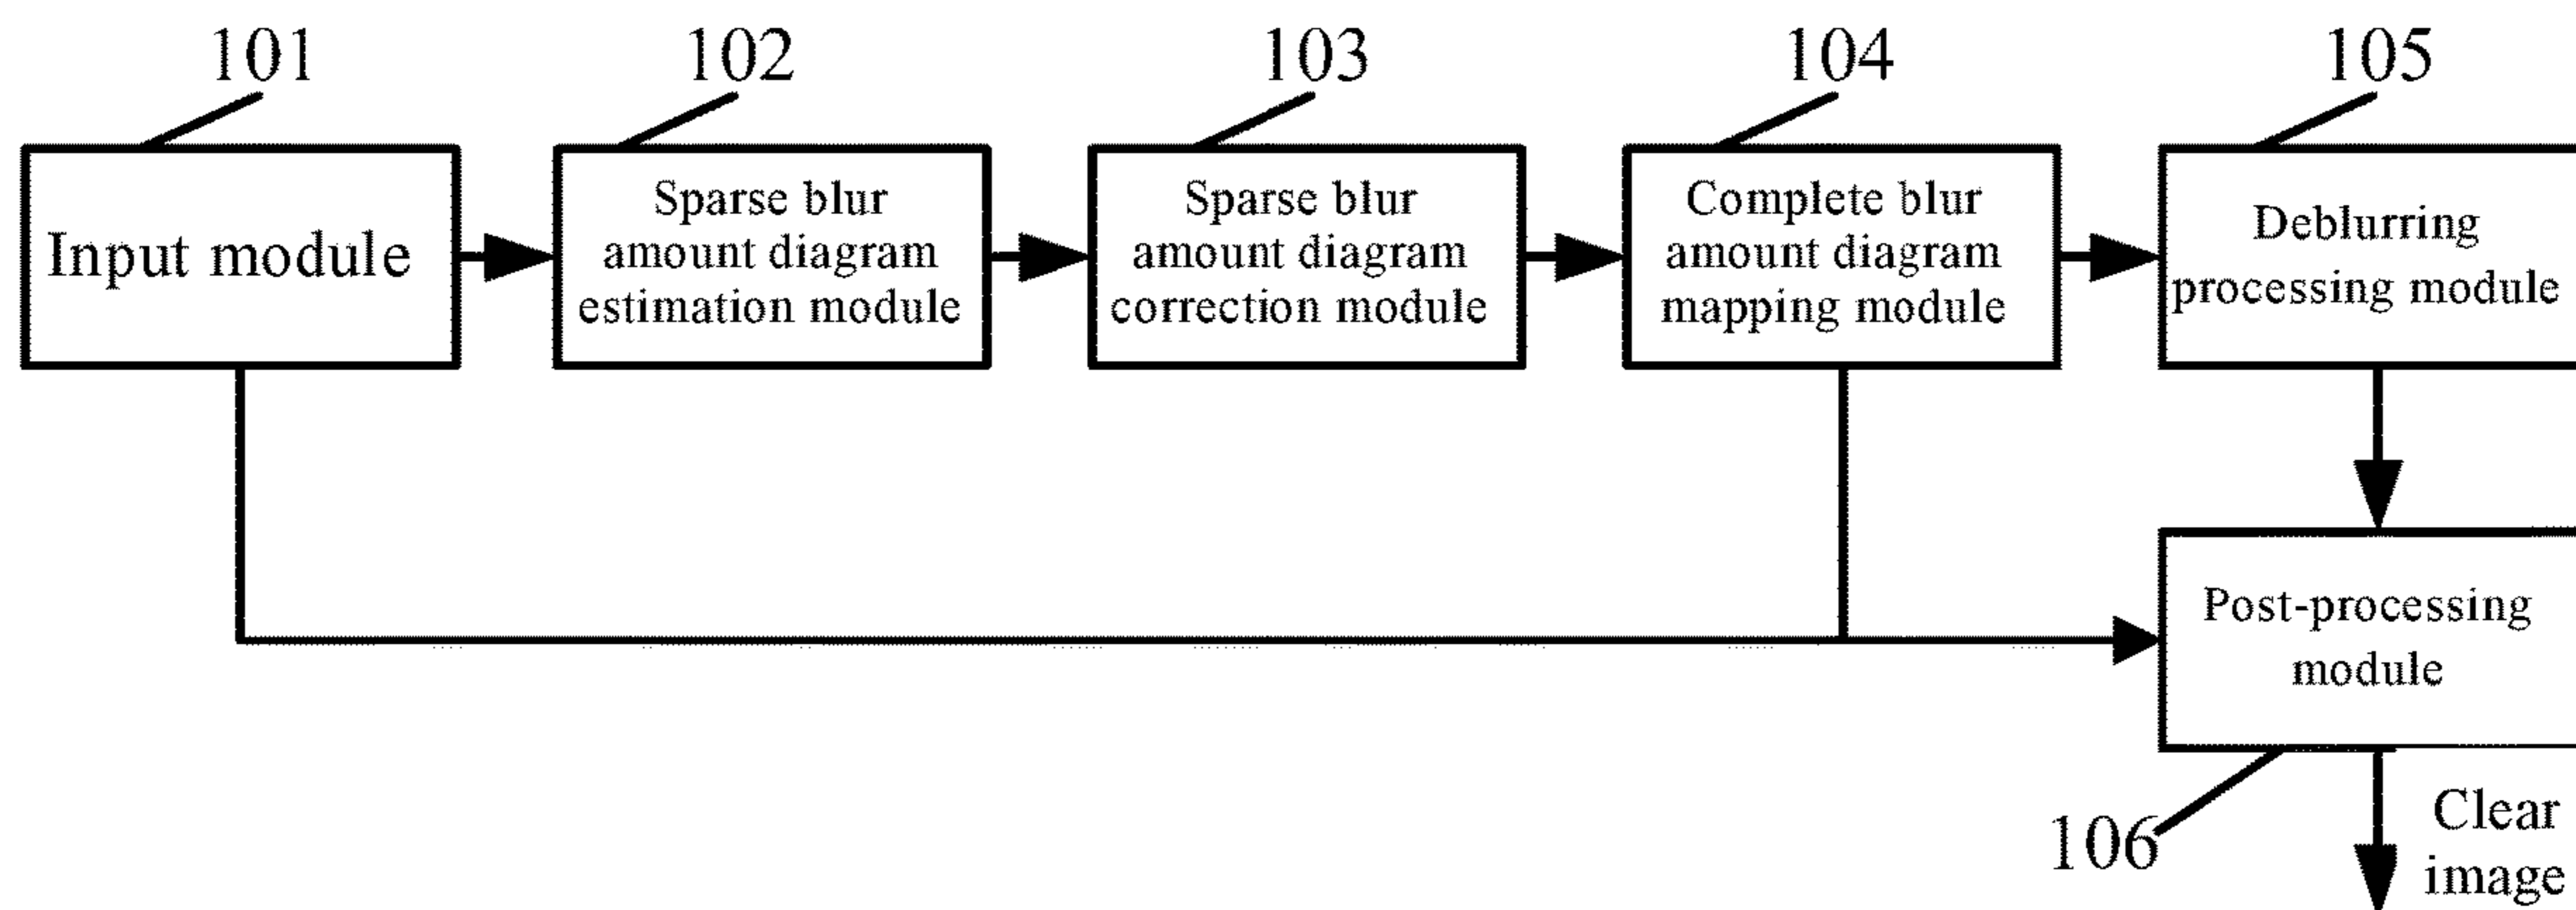 101
102
103
104
105
Input module
Sparse blur
amount diagram
estimation module
Sparse blur
amount diagram
correction module
Complete blur
amount diagram
mapping module
Deblurring
processing module
Post-processing
module
106
Clear
image